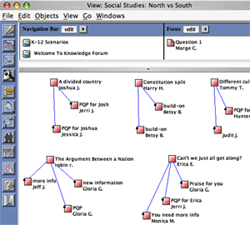 View: Social Studies: North vs South
File Edit Objects View Go Windows
Navigation Bar edit
Focus edit
K-12 Scenarios
Welcome To Knowledge Forum
Question 1
Marge C.
A divided country
Joshua J.
PQP for Josh
Jerri J.
PQP for Joshua
Jessica J.
Constitution split
Harry H.
build-on
Betsy B.
build-on
Betsy B.
Different cul
Tammy T.
Judit J.
Hunter
The Argument Between a Nation
robin r.
more info
Jeff J.
new information
Gloria G.
PQP
Gloria G.
Can't we just all get along?
Erica E.
Praise for you
Gloria G.
PQP for Erica
Jerri J.
You need more info
Monica M.